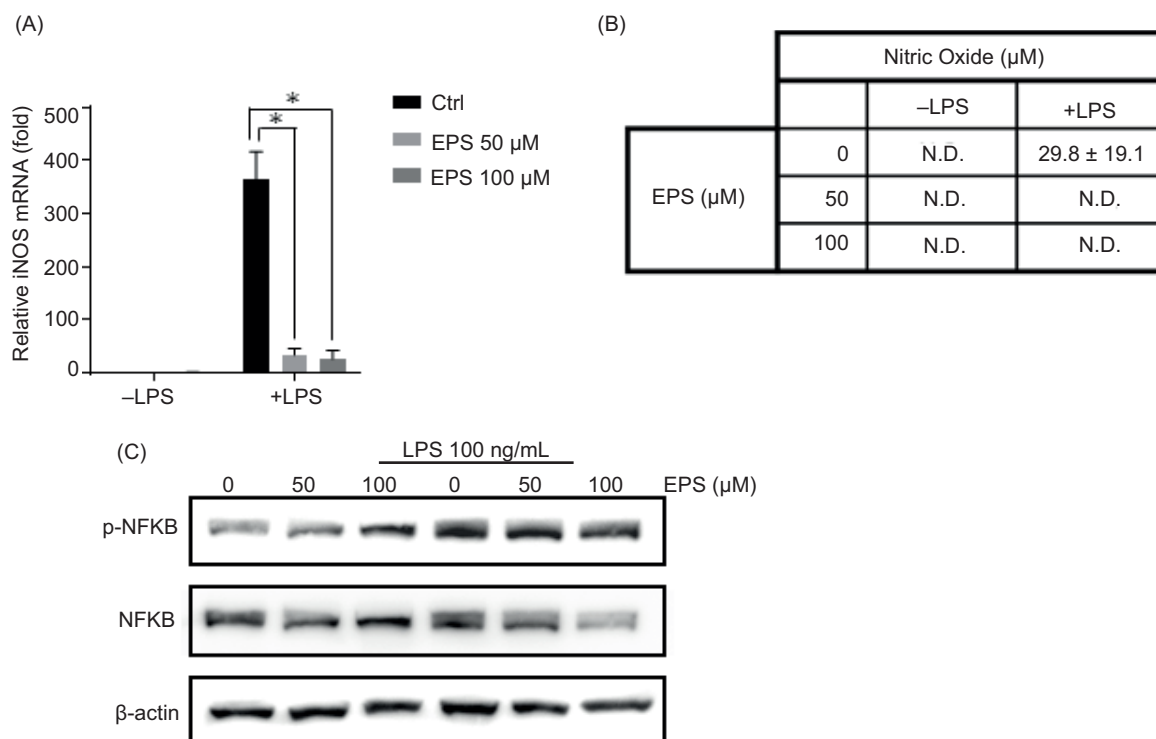 (A)
Relative iNOS mRNA (fold)
500
400
300
200
100
0
*
*
–LPS
+LPS
Ctrl
EPS 50 µM
EPS 100 µM
(B)
Nitric Oxide (µM)
–LPS +LPS
EPS (µM)
0 N.D. 29.8 ± 19.1
50 N.D. N.D.
100 N.D. N.D.
(C)
LPS 100 ng/mL
0 50 100 0 50 100 EPS (µM)
p-NFKB
NFKB
β-actin